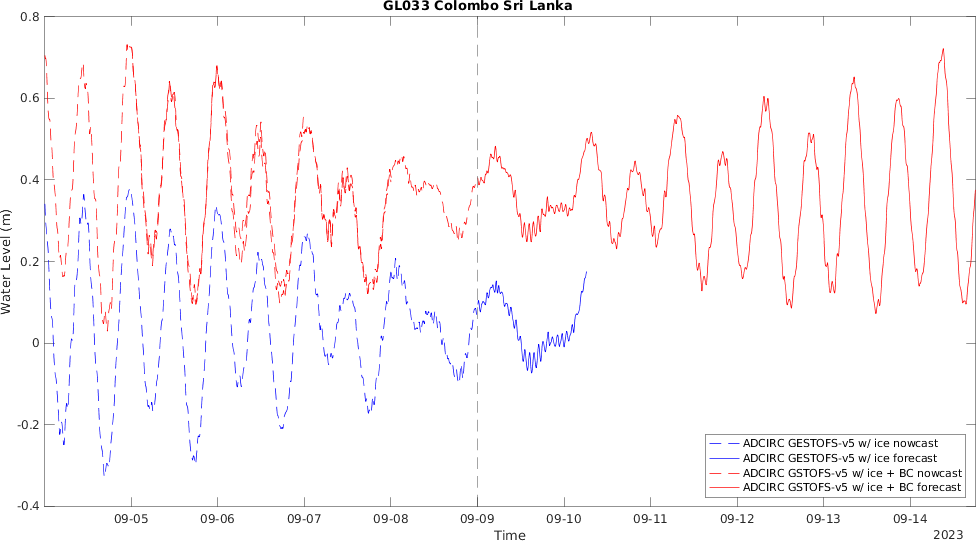 GL033 Colombo Sri Lanka
Water Level (m)
0.8
0.6
0.4
0.2
0
-0.2
-0.4
ADCIRC GESTOFS-v5 w/ ice nowcast
ADCIRC GESTOFS-v5 w/ ice forecast
ADCIRC GSTOFS-v5 w/ ice + BC nowcast
ADCIRC GSTOFS-v5 w/ ice + BC forecast
09-05 09-06 09-07 09-08 09-09 09-10 09-11 09-12 09-13 09-14
Time
2023